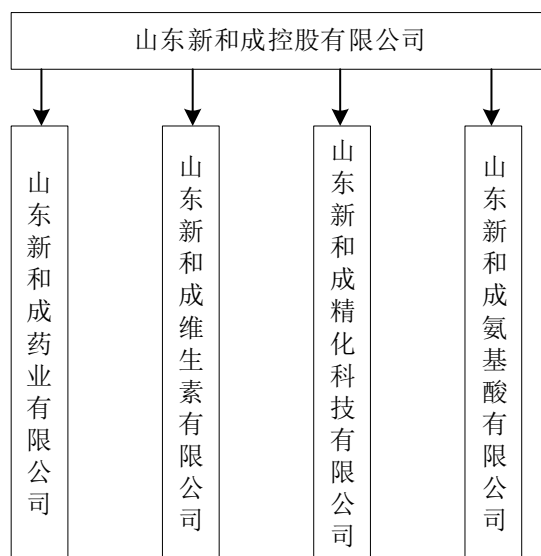 山东新和成控股有限公司
山东新和成药业有限公司
山东新和成维生素有限公司
山东新和成精化科技有限公司
山东新和成氨基酸有限公司